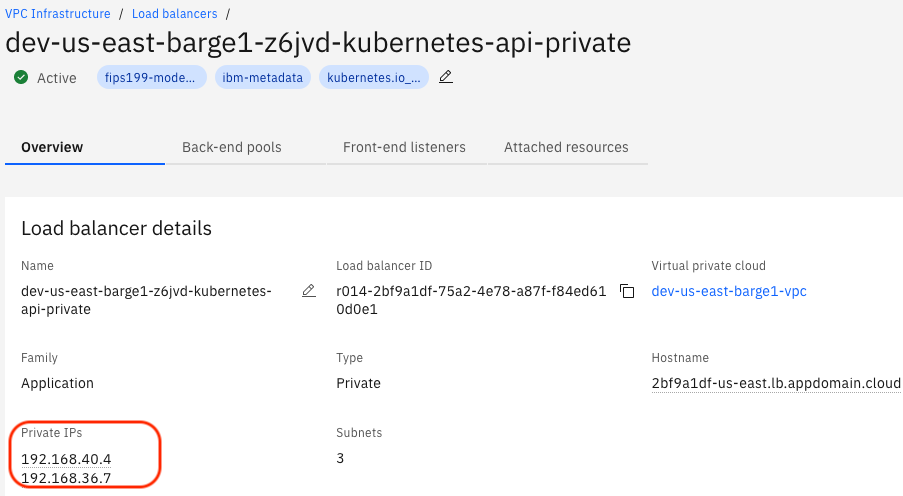 VPC Infrastructure / Load balancers /
dev-us-east-barge1-z6jvd-kubernetes-api-private
Active fips199-mode... ibm-metadata kubernetes.io_...
Overview Back-end pools Front-end listeners Attached resources
Load balancer details
Name Load balancer ID Virtual private cloud
dev-us-east-barge1-z6jvd-kubernetes- r014-2bf9a1df-75a2-4e78-a87f-f84ed61 dev-us-east-barge1-vpc
api-private 0d0e1
Family Type Hostname
Application Private 2bf9a1df-us-east.lb.appdomain.cloud
Private IPs Subnets
192.168.40.4 3
192.168.36.7